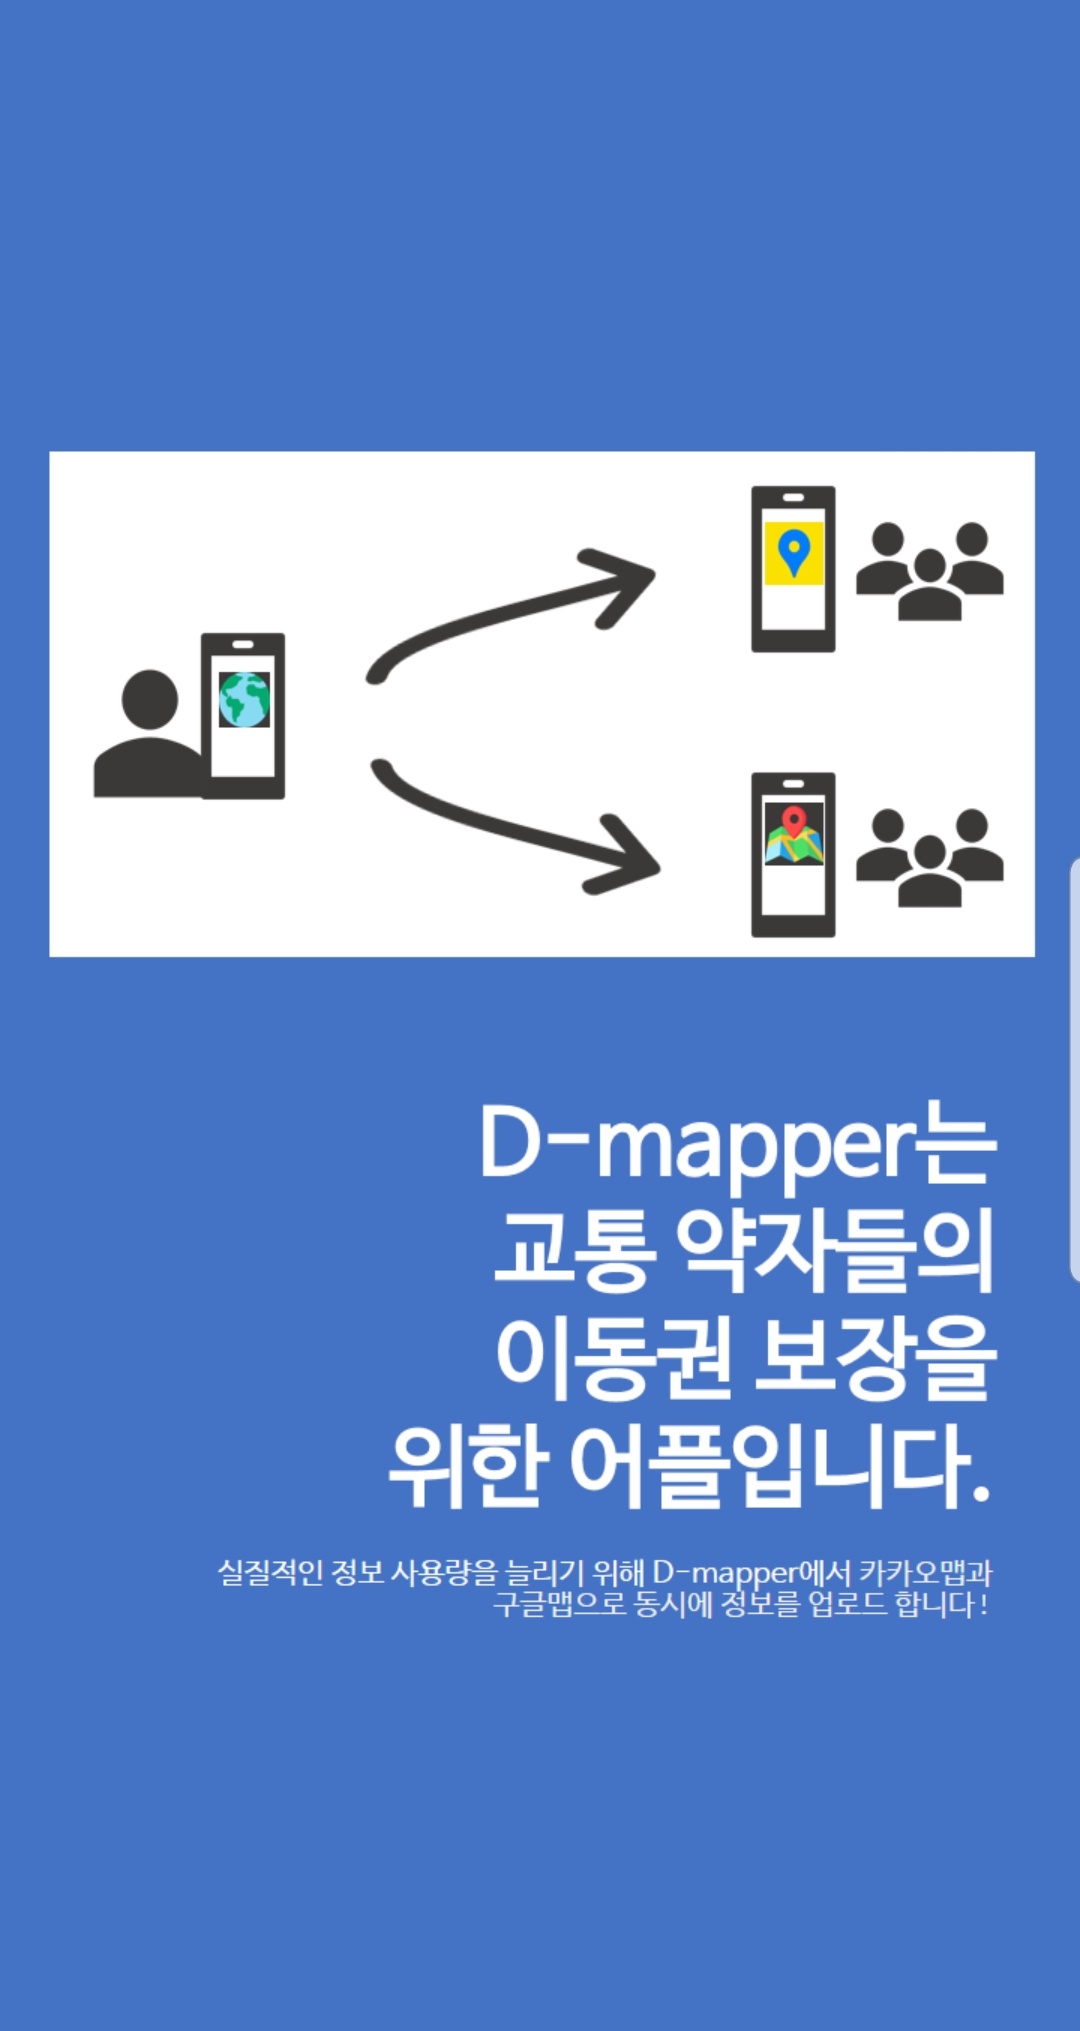 D-mapper는
교통 약자들의
이동권 보장을
위한 어플입니다.
실질적인 정보 사용량을 늘리기 위해 D-mapper에서 카카오맵과
구글맵으로 동시에 정보를 업로드 합니다!